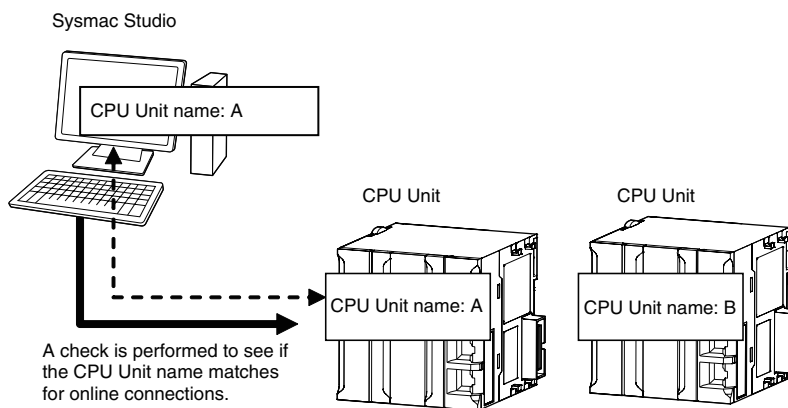 Sysmac Studio
CPU Unit name: A
CPU Unit
CPU Unit
CPU Unit name: A
CPU Unit name: B
A check is performed to see if
the CPU Unit name matches
for online connections.